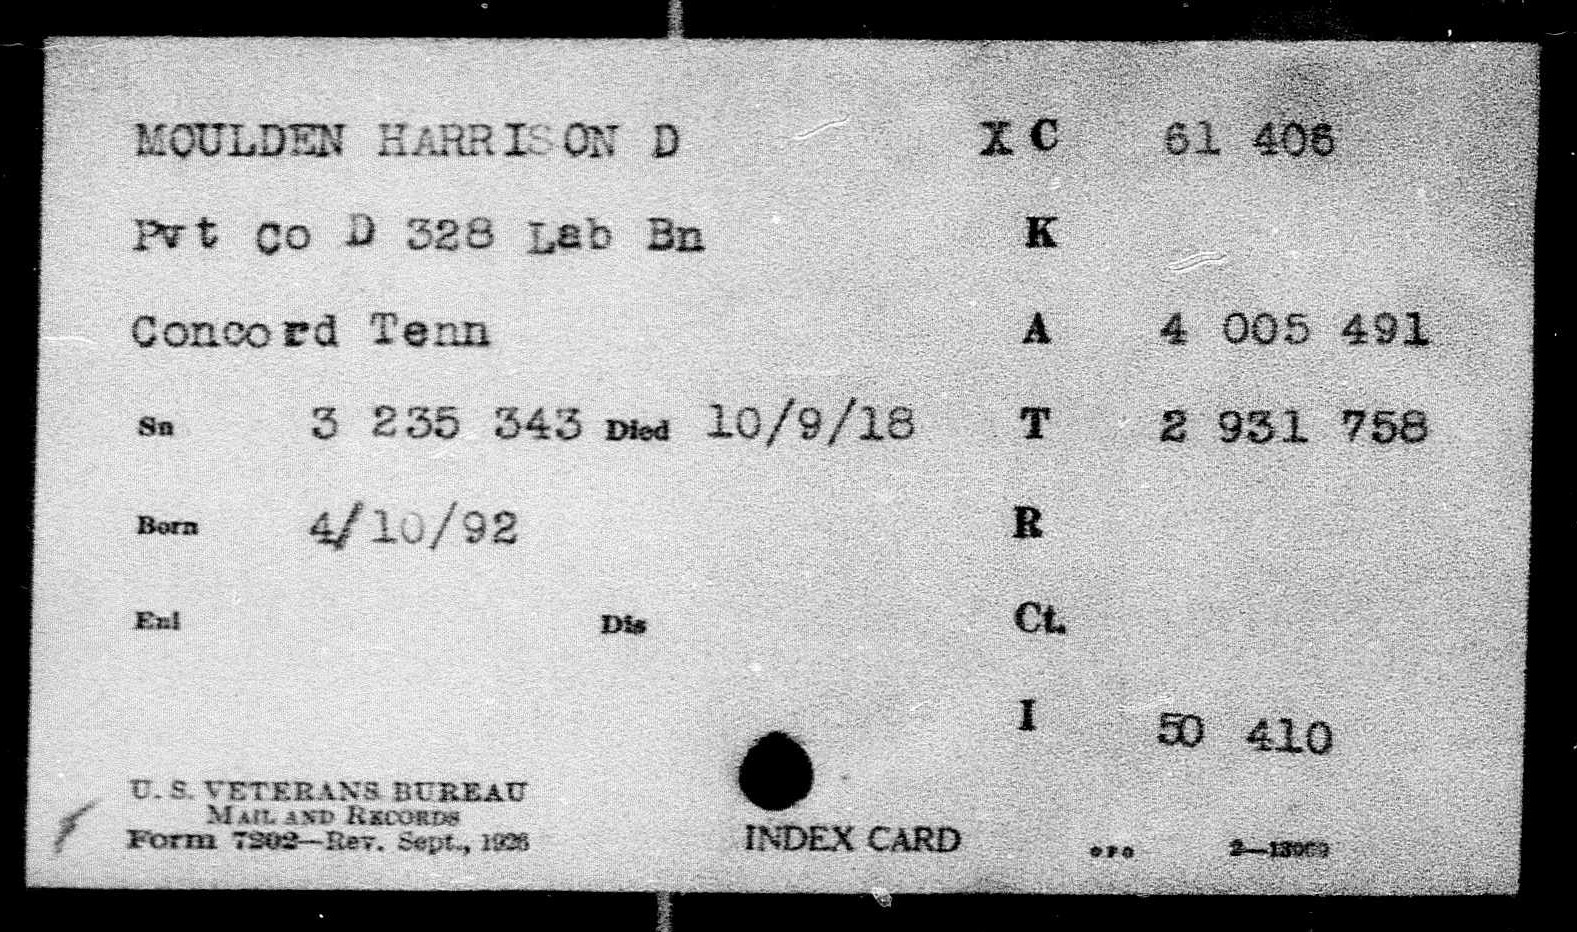 MOULDEN HARRISON D X C 61 406
Pvt Co D 328 Lab Bn K
Concord Tenn A 4 005 491
Sn 3 235 343 Died 10/9/18 T 2 931 758
Born 4/10/92 R
Enl Dis Ct.
I 50 410
U. S. VETERANS BUREAU
MAIL AND RECORDS
Form 7202—Rev. Sept., 1926
INDEX CARD
GPO